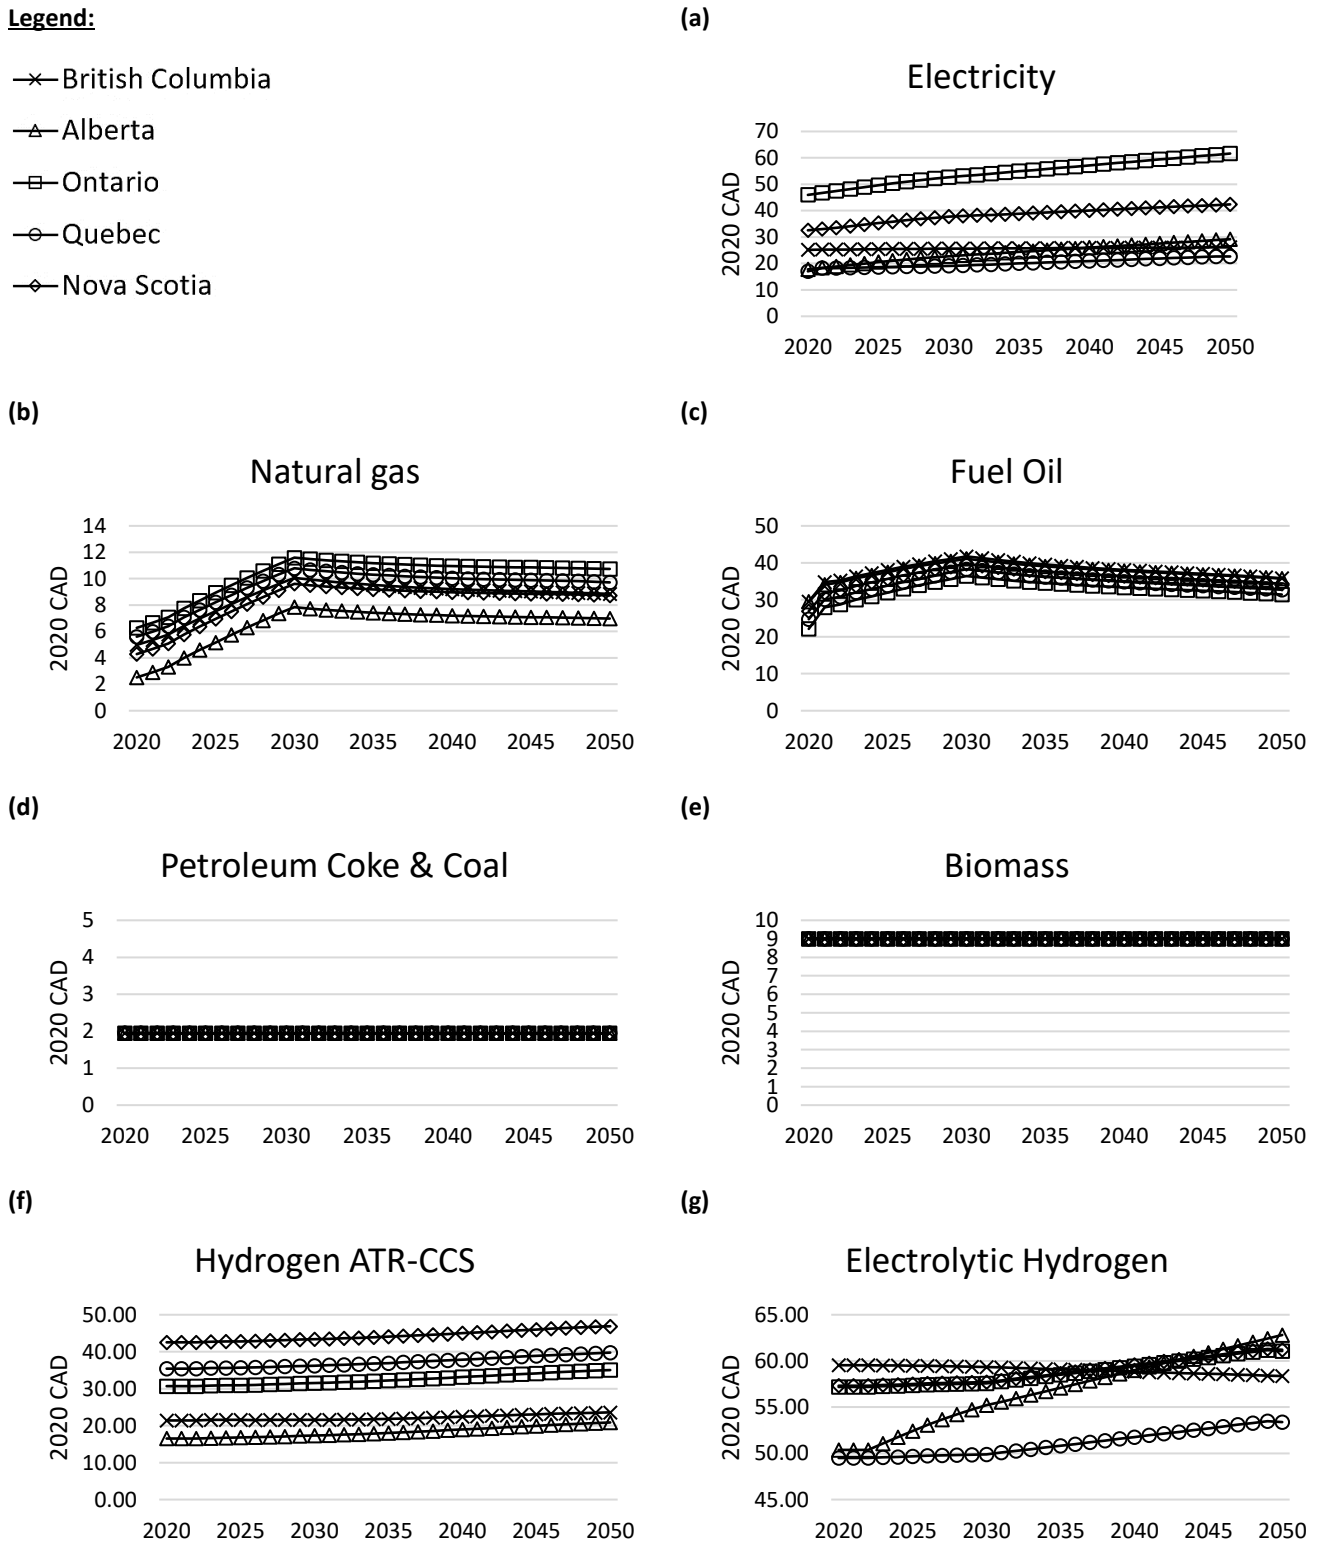 Legend:
British Columbia
Alberta
Ontario
Quebec
Nova Scotia
(a)
Electricity
2020 CAD
70
60
50
40
30
20
10
0
2020 2025 2030 2035 2040 2045 2050
(b)
Natural gas
2020 CAD
14
12
10
8
6
4
2
0
2020 2025 2030 2035 2040 2045 2050
(c)
Fuel Oil
2020 CAD
50
40
30
20
10
0
2020 2025 2030 2035 2040 2045 2050
(d)
Petroleum Coke & Coal
2020 CAD
5
4
3
2
1
0
2020 2025 2030 2035 2040 2045 2050
(e)
Biomass
2020 CAD
10
9
8
7
6
5
4
3
2
1
0
2020 2025 2030 2035 2040 2045 2050
(f)
Hydrogen ATR-CCS
2020 CAD
50.00
40.00
30.00
20.00
10.00
0.00
2020 2025 2030 2035 2040 2045 2050
(g)
Electrolytic Hydrogen
2020 CAD
65.00
60.00
55.00
50.00
45.00
2020 2025 2030 2035 2040 2045 2050